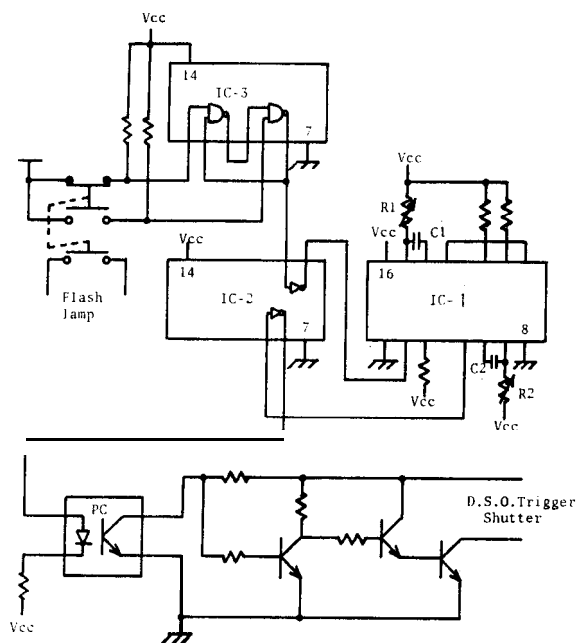 Vcc
14
IC-3
7
Vcc
R1
C1
Vcc
Vcc
16
14
IC-2
IC-1
7
8
Flash
lamp
C2
R2
Vcc
Vcc
PC
D.S.O.Trigger
Shutter
Vcc